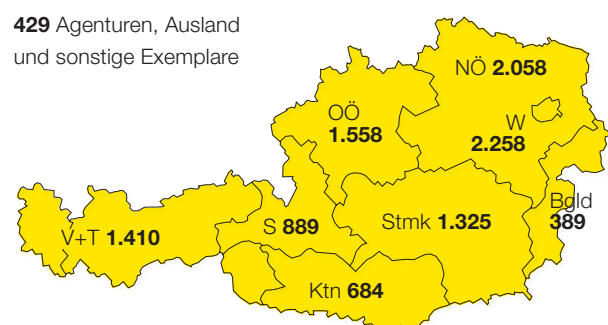 429 Agenturen, Ausland
und sonstige Exemplare
NÖ 2.058
OÖ
1.558
W
2.258
Bgld
389
V+T 1.410
S 889
Stmk 1.325
Ktn 684